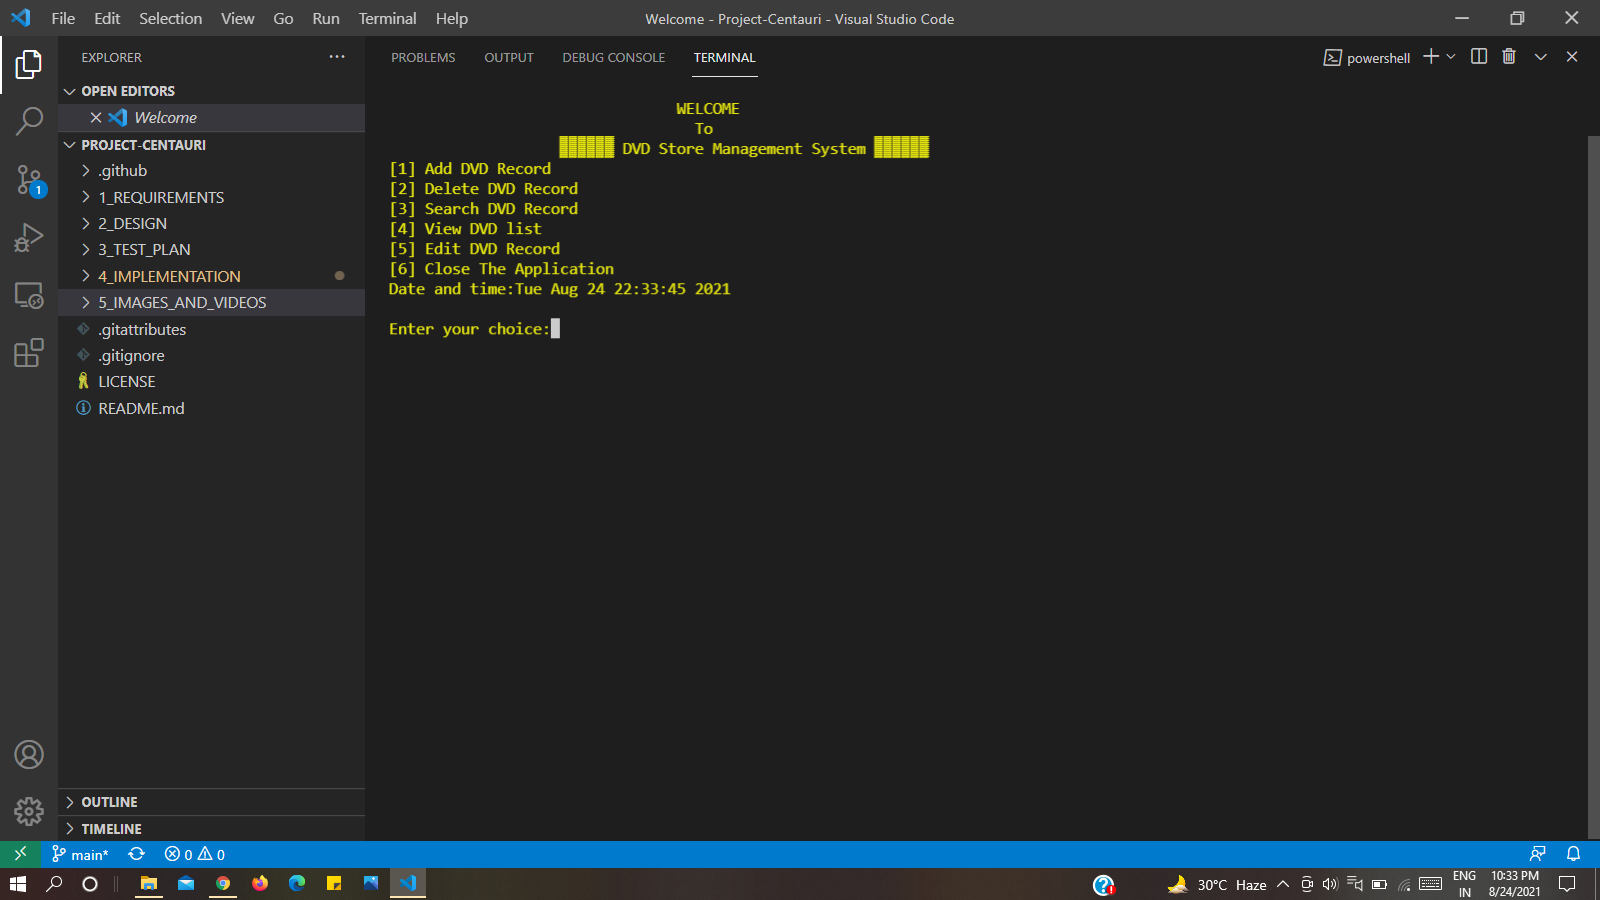 File Edit Selection View Go Run Terminal Help
Welcome - Project-Centauri - Visual Studio Code
EXPLORER
OPEN EDITORS
Welcome
PROJECT-CENTAURI
.github
1_REQUIREMENTS
2_DESIGN
3_TEST_PLAN
4_IMPLEMENTATION
5_IMAGES_AND_VIDEOS
.gitattributes
.gitignore
LICENSE
README.md
OUTLINE
TIMELINE
1
PROBLEMS OUTPUT DEBUG CONSOLE TERMINAL
powershell
WELCOME
To
DVD Store Management System
[1] Add DVD Record
[2] Delete DVD Record
[3] Search DVD Record
[4] View DVD list
[5] Edit DVD Record
[6] Close The Application
Date and time:Tue Aug 24 22:33:45 2021
Enter your choice:
main* 0 0
30°C Haze
ENG
IN
10:33 PM
8/24/2021